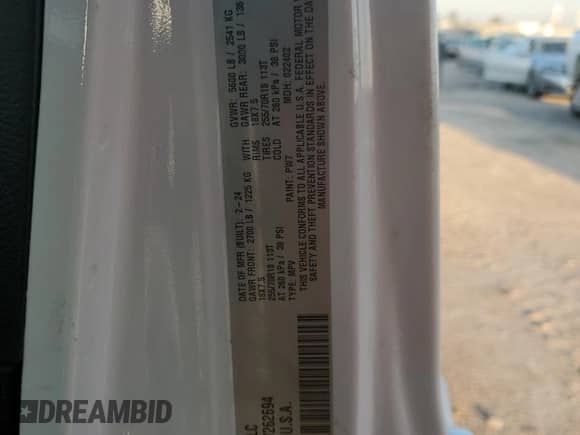 LC
DATE OF MFR (BUILT): 2-24 GVWR: 5600 LB / 2541 KG
GAWR FRONT: 2700 LB / 1225 KG WITH GAWR REAR: 3000 LB /
18X7.5 RIMS 18X7.5
255/70R18 113T TIRES 255/70R18 113T
AT 260 kPa / 38 PSI COLD AT 260 kPa / 38 PSI
TYPE: MPV PAINT: PW7 MDH: 022402
THIS VEHICLE CONFORMS TO ALL APPLICABLE U.S.A. FEDERAL MOTOR
SAFETY AND THEFT PREVENTION STANDARDS IN EFFECT ON THE DA
MANUFACTURE SHOWN ABOVE.
262694
U.S.A.
DREAMBID